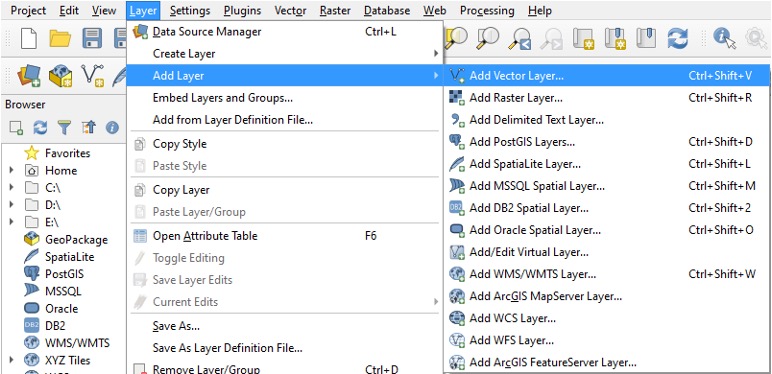 Project Edit View Layer Settings Plugins Vector Raster Database Web Processing Help
Data Source Manager Ctrl+L
Create Layer
Add Layer
Embed Layers and Groups...
Add from Layer Definition File...
Copy Style
Paste Style
Copy Layer
Paste Layer/Group
Open Attribute Table F6
Toggle Editing
Save Layer Edits
Current Edits
Save As...
Save As Layer Definition File...
Remove Layer/Group Ctrl+D
Add Vector Layer... Ctrl+Shift+V
Add Raster Layer... Ctrl+Shift+R
Add Delimited Text Layer...
Add PostGIS Layers... Ctrl+Shift+D
Add SpatiaLite Layer... Ctrl+Shift+L
Add MSSQL Spatial Layer... Ctrl+Shift+M
Add DB2 Spatial Layer... Ctrl+Shift+2
Add Oracle Spatial Layer... Ctrl+Shift+O
Add/Edit Virtual Layer...
Add WMS/WMTS Layer... Ctrl+Shift+W
Add ArcGIS MapServer Layer...
Add WCS Layer...
Add WFS Layer...
Add ArcGIS FeatureServer Layer...
Browser
Favorites
Home
C:\
D:\
E:\
GeoPackage
SpatiaLite
PostGIS
MSSQL
Oracle
DB2 DB2
WMS/WMTS
XYZ Tiles